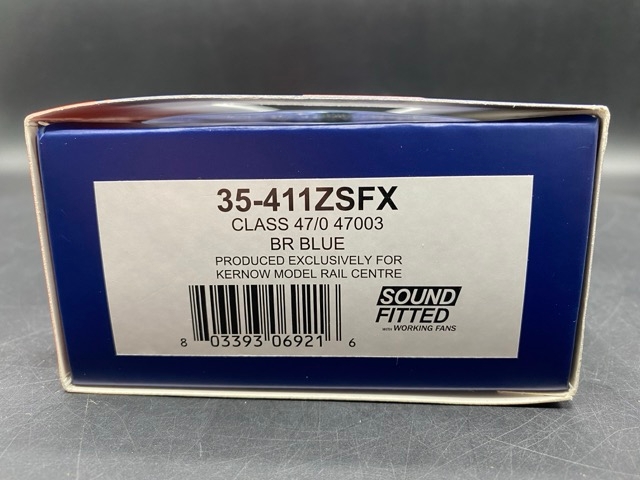 35-411ZSFX
CLASS 47/0 47003
BR BLUE
PRODUCED EXCLUSIVELY FOR
KERNOW MODEL RAIL CENTRE
SOUND
FITTED
WITH WORKING FANS
8 03393 06921 6